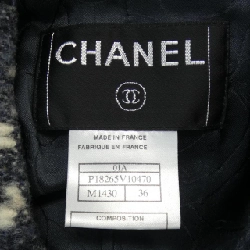 CHANEL
MADE IN FRANCE
FABRIQUE EN FRANCE
01A
P18265V10470
M1430 36
COMPOSITION